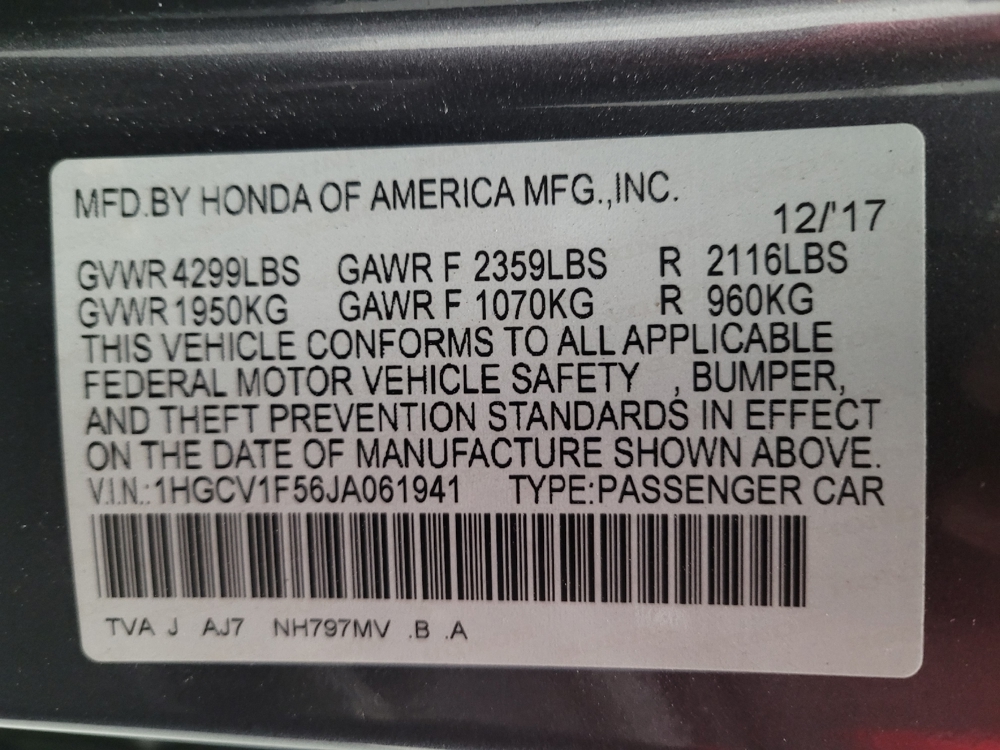 MFD.BY HONDA OF AMERICA MFG.,INC.
12/'17
GVWR 4299LBS GAWR F 2359LBS R 2116LBS
GVWR 1950KG GAWR F 1070KG R 960KG
THIS VEHICLE CONFORMS TO ALL APPLICABLE
FEDERAL MOTOR VEHICLE SAFETY , BUMPER,
AND THEFT PREVENTION STANDARDS IN EFFECT
ON THE DATE OF MANUFACTURE SHOWN ABOVE.
V.I.N.:1HGCV1F56JA061941 TYPE:PASSENGER CAR
TVA J AJ7 NH797MV .B .A